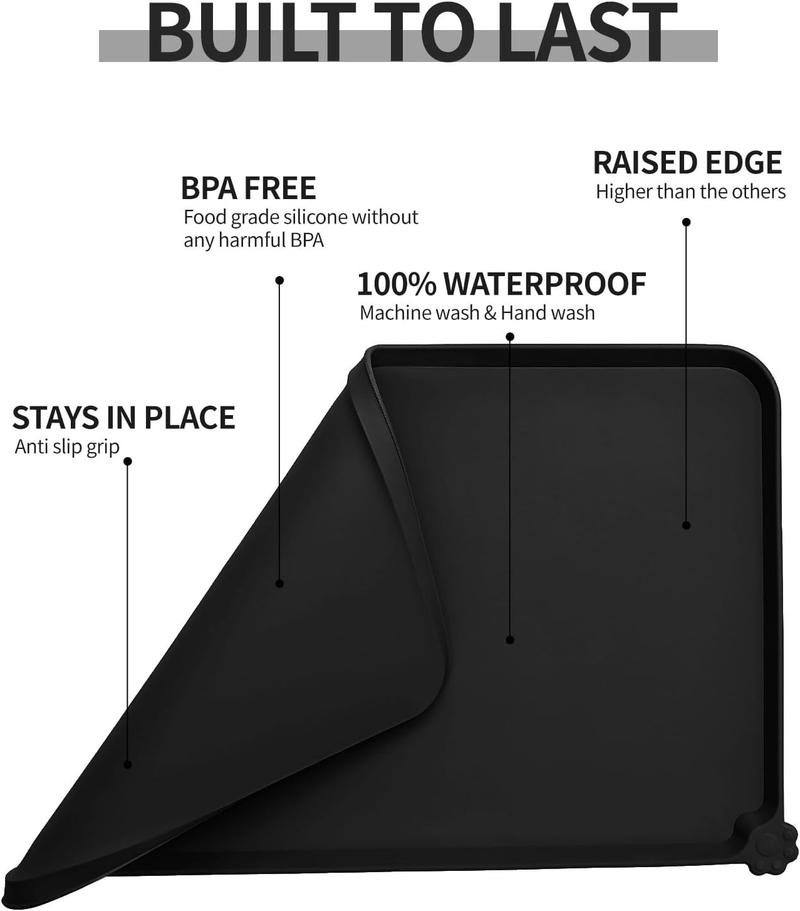 BUILT TO LAST
RAISED EDGE
Higher than the others
BPA FREE
Food grade silicone without
any harmful BPA
100% WATERPROOF
Machine wash & Hand wash
STAYS IN PLACE
Anti slip grip